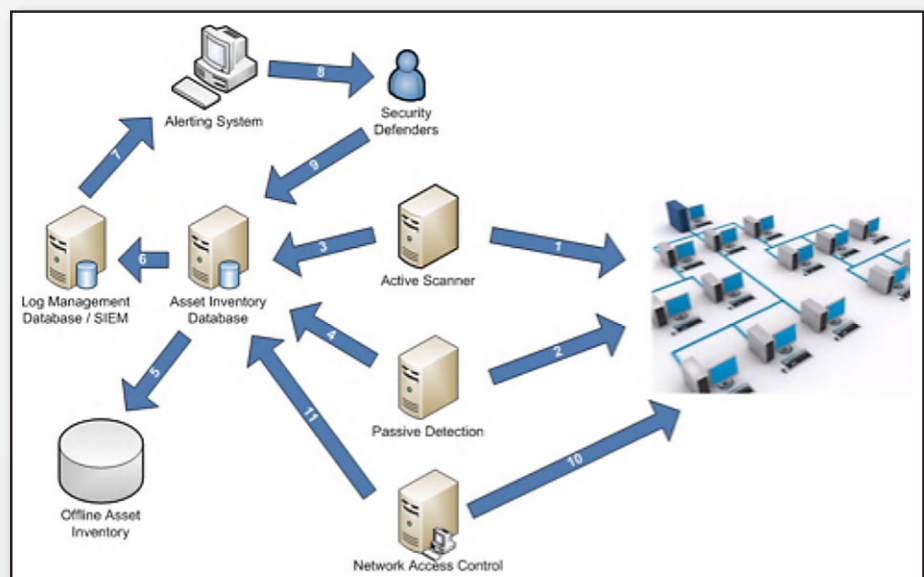 8
Alerting System
Security
Defenders
7
9
3
1
6
Active Scanner
Log Management
Database / SIEM
Asset Inventory
Database
4
2
5
11
Passive Detection
10
Offline Asset
Inventory
Network Access Control